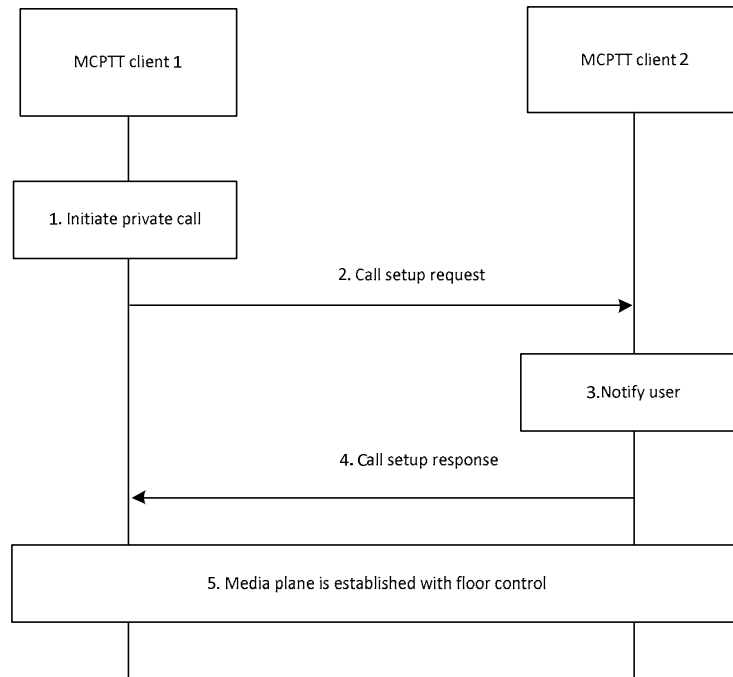 MCPTT client 1
MCPTT client 2
1. Initiate private call
2. Call setup request
3.Notify user
4. Call setup response
5. Media plane is established with floor control